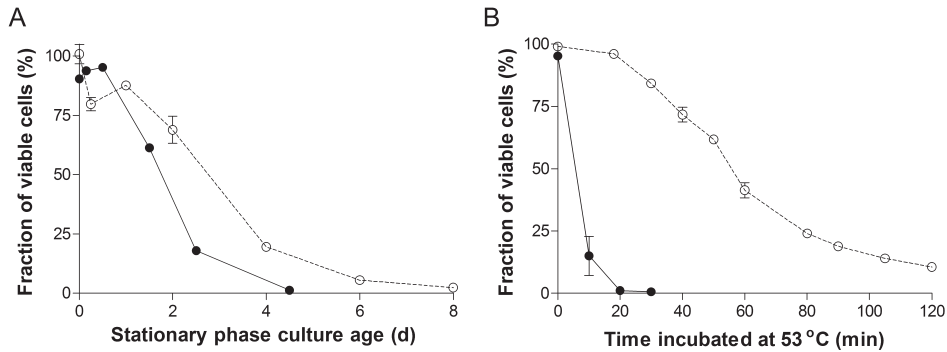 A
Fraction of viable cells (%)
100
75
50
25
0
0 2 4 6 8
Stationary phase culture age (d)
B
Fraction of viable cells (%)
100
75
50
25
0
0 20 40 60 80 100 120
Time incubated at 53 °C (min)